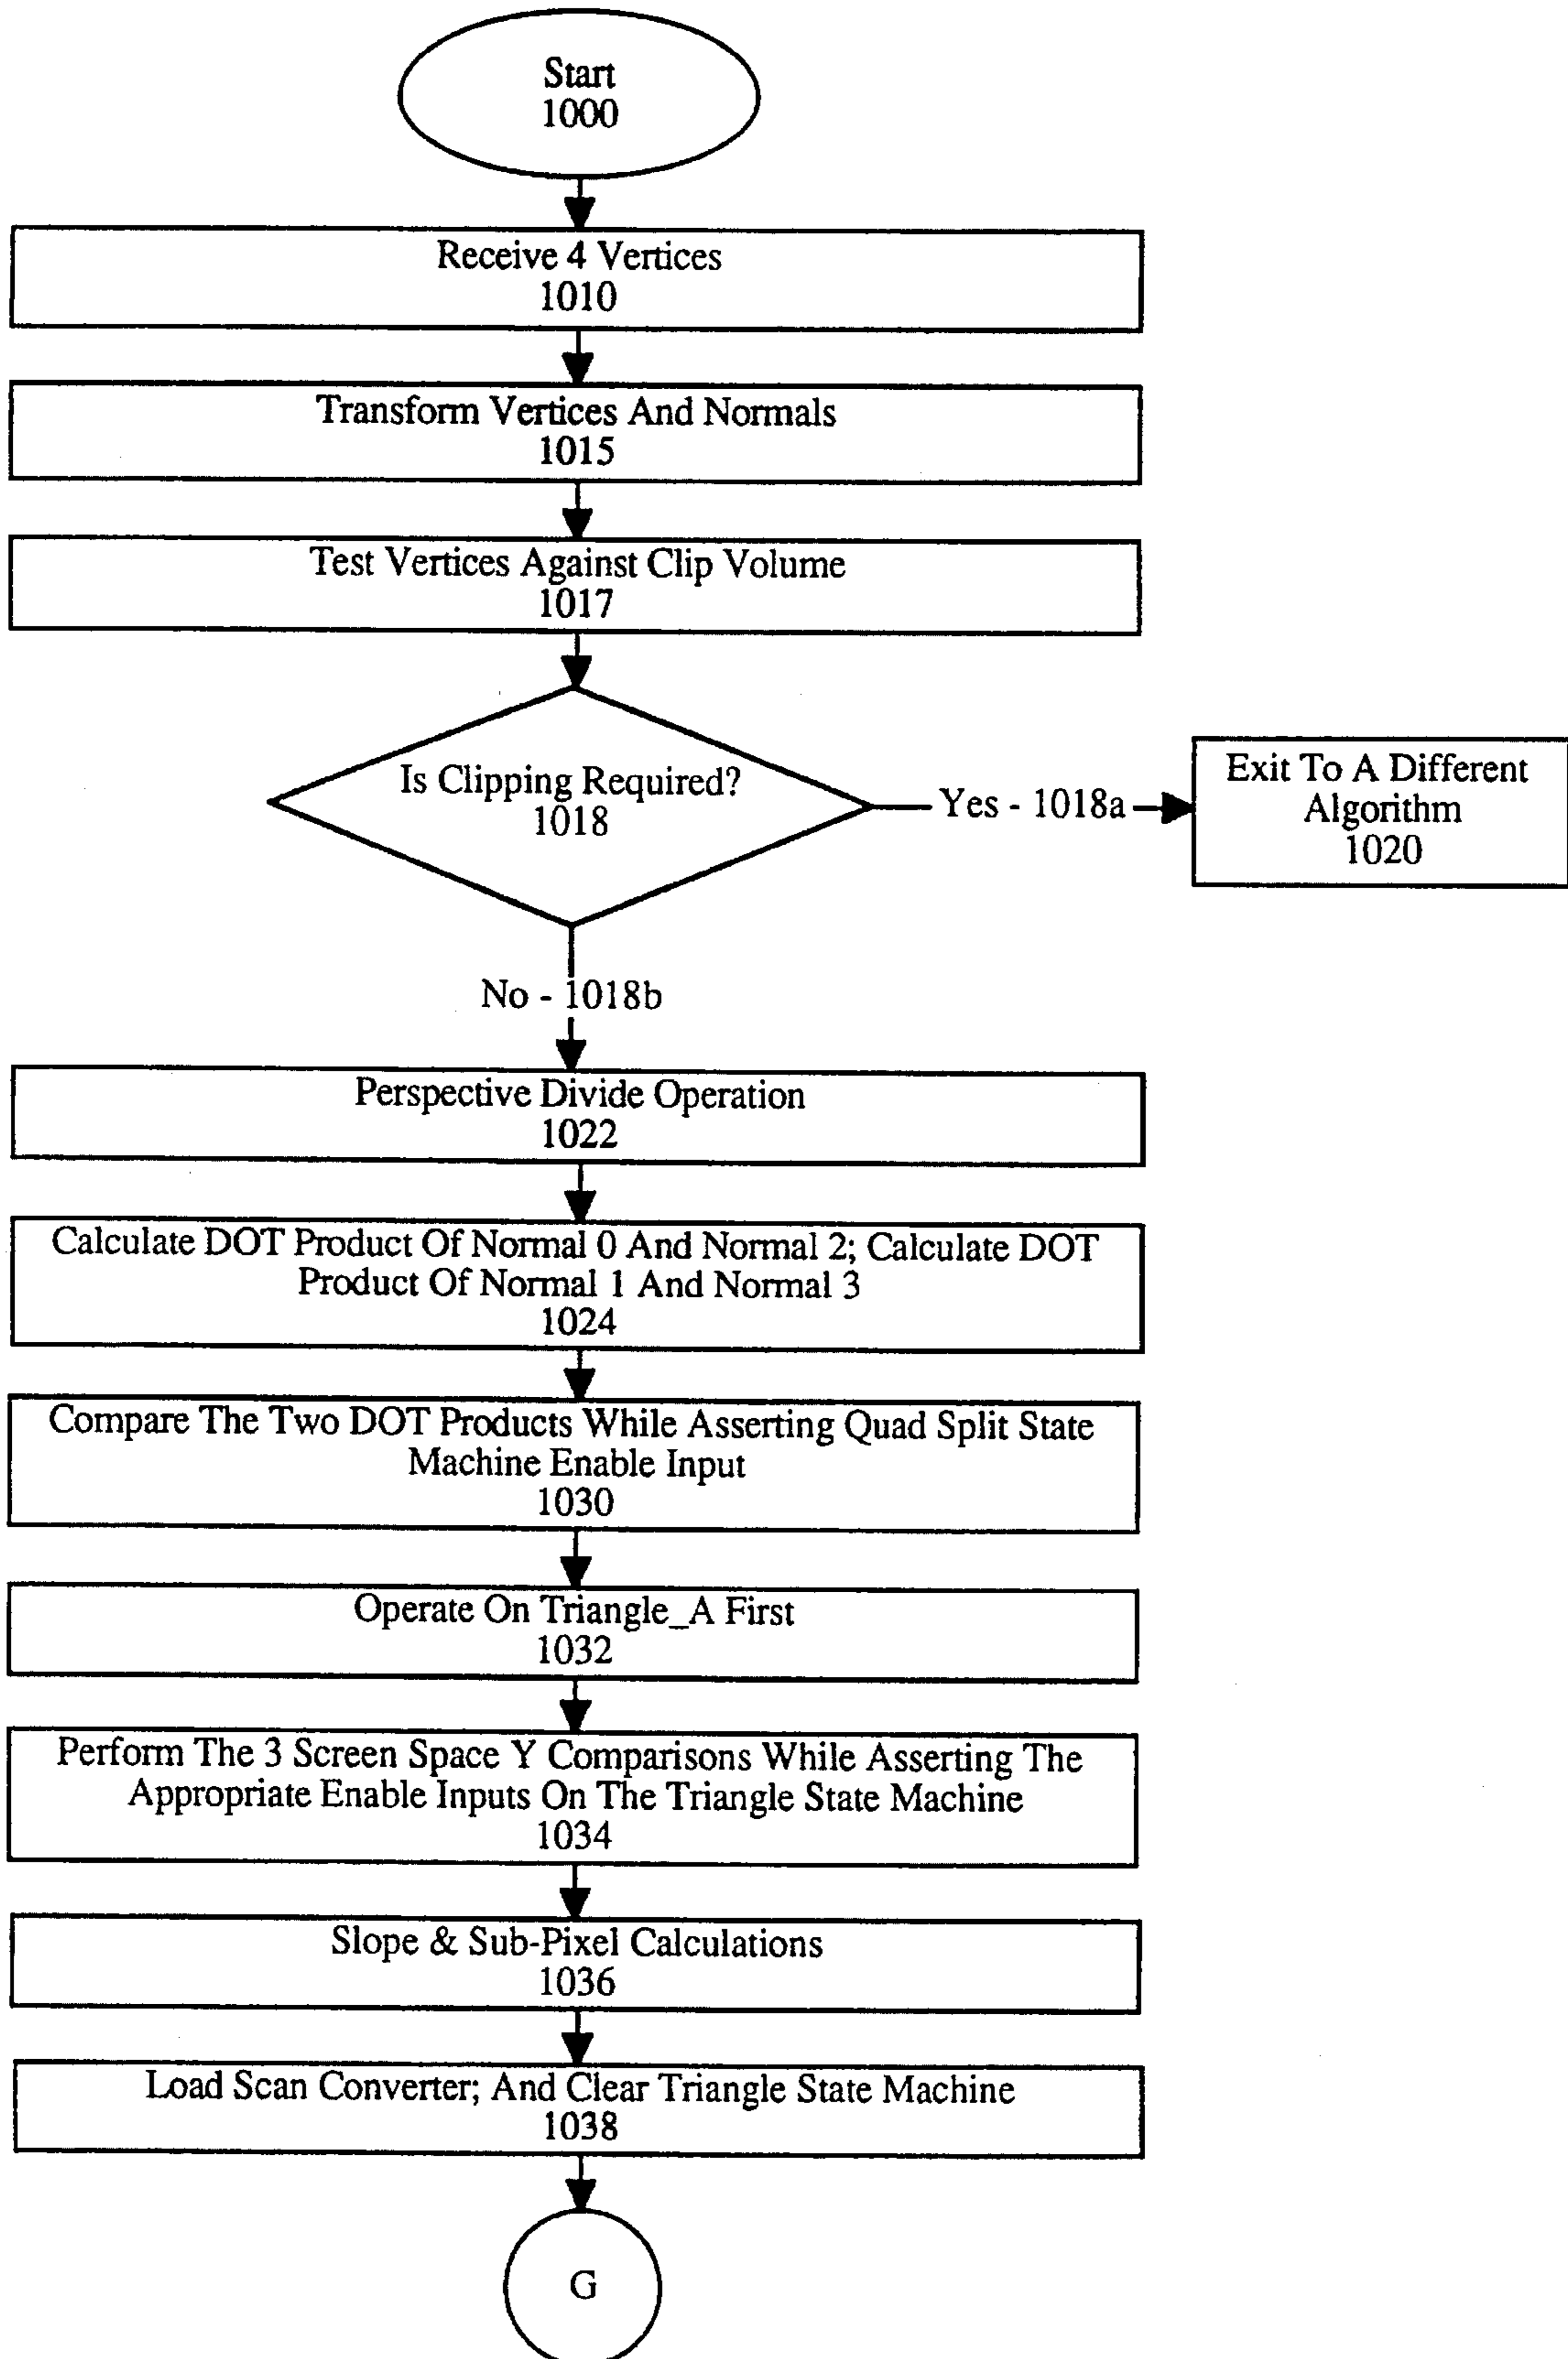 Start
1000
Receive 4 Vertices
1010
Transform Vertices And Normals
1015
Test Vertices Against Clip Volume
1017
Is Clipping Required?
1018
Yes - 1018a
Exit To A Different
Algorithm
1020
No - 1018b
Perspective Divide Operation
1022
Calculate DOT Product Of Normal 0 And Normal 2; Calculate DOT
Product Of Normal 1 And Normal 3
1024
Compare The Two DOT Products While Asserting Quad Split State
Machine Enable Input
1030
Operate On Triangle_A First
1032
Perform The 3 Screen Space Y Comparisons While Asserting The
Appropriate Enable Inputs On The Triangle State Machine
1034
Slope & Sub-Pixel Calculations
1036
Load Scan Converter; And Clear Triangle State Machine
1038
G